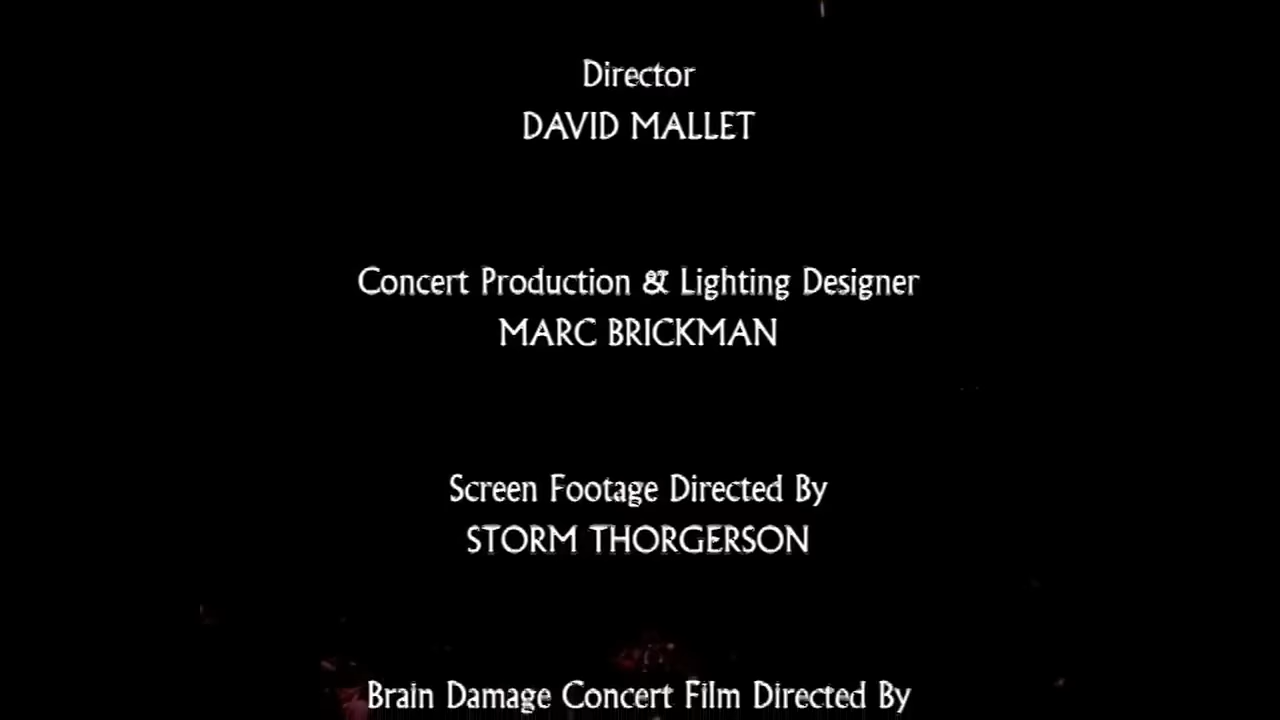 Director
DAVID MALLET
Concert Production & Lighting Designer
MARC BRICKMAN
Screen Footage Directed By
STORM THORGERSON
Brain Damage Concert Film Directed By